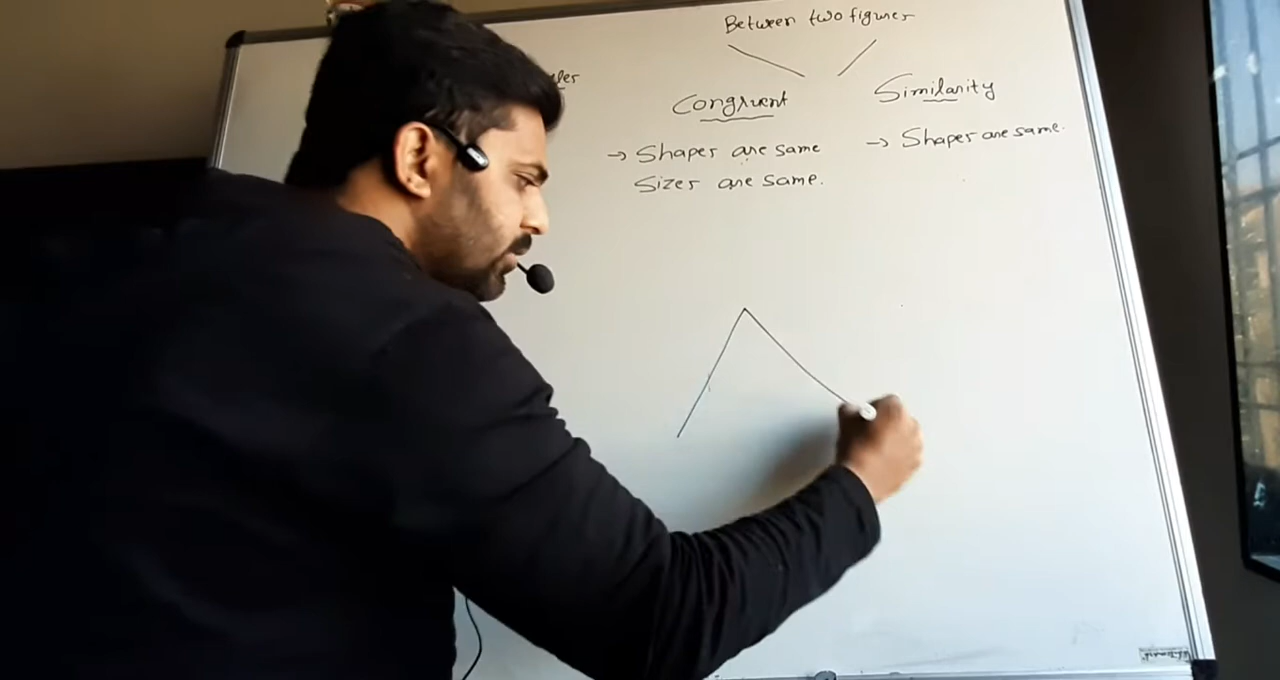 Between two figures
Congruent
Similarity
→ Shapes are same
Sizes are same.
→ Shapes are same.